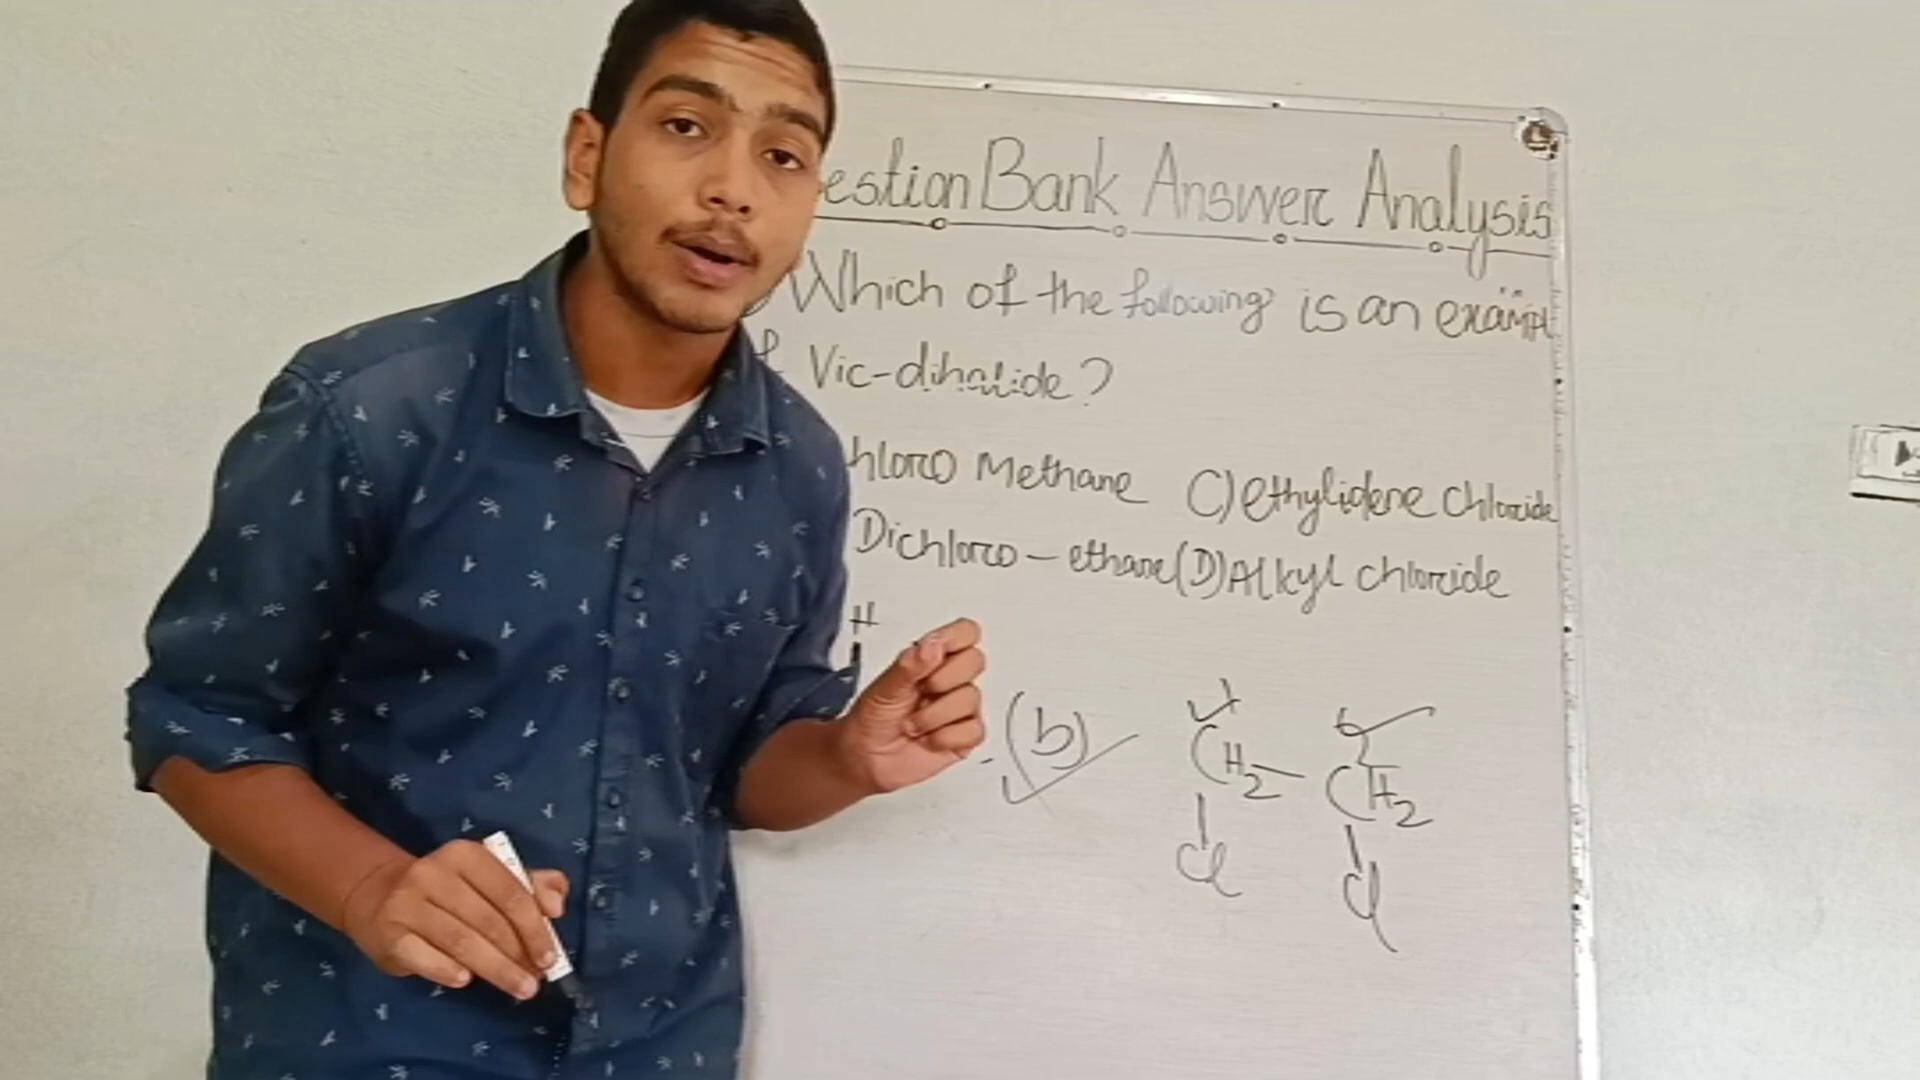 estion Bank Answer Analysis
Which of the following is an exampl
f Vic-dihalide?
hloro Methane C) ethylidene chloride
Dichloro-ethane (D) Alkyl chloride
H
(b)
CH2-CH2
Cl Cl